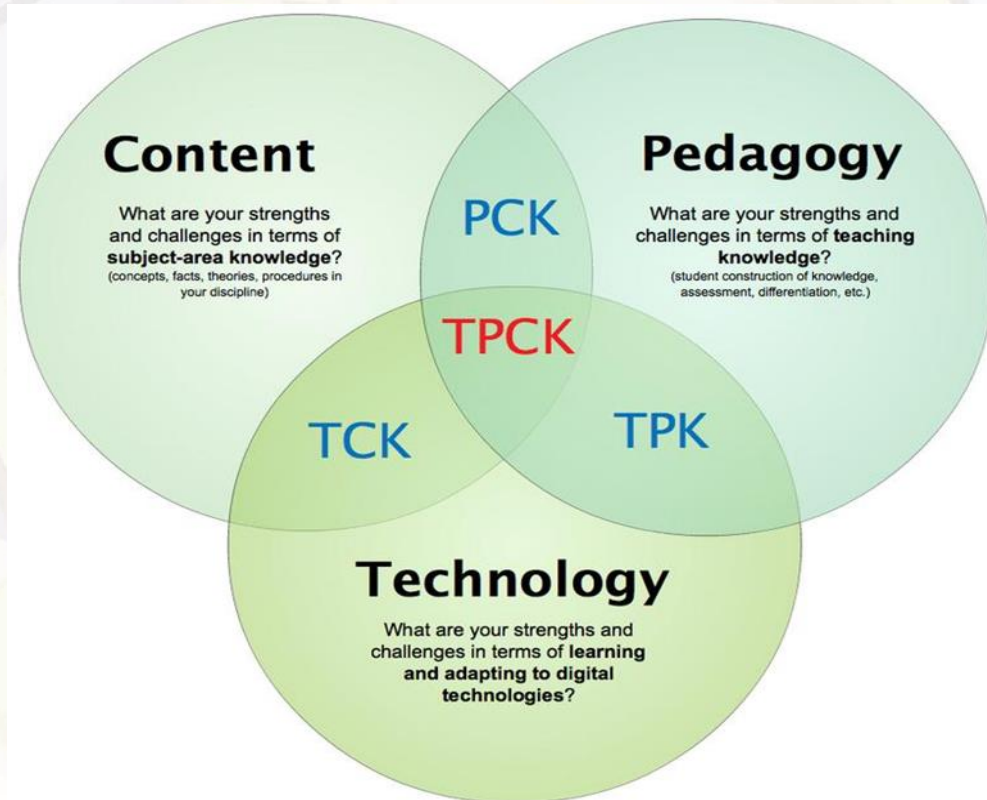 Content
What are your strengths
and challenges in terms of
subject-area knowledge?
(concepts, facts, theories, procedures in
your discipline)
PCK
Pedagogy
What are your strengths and
challenges in terms of teaching
knowledge?
(student construction of knowledge,
assessment, differentiation, etc.)
TPCK
TCK
TPK
Technology
What are your strengths and
challenges in terms of learning
and adapting to digital
technologies?